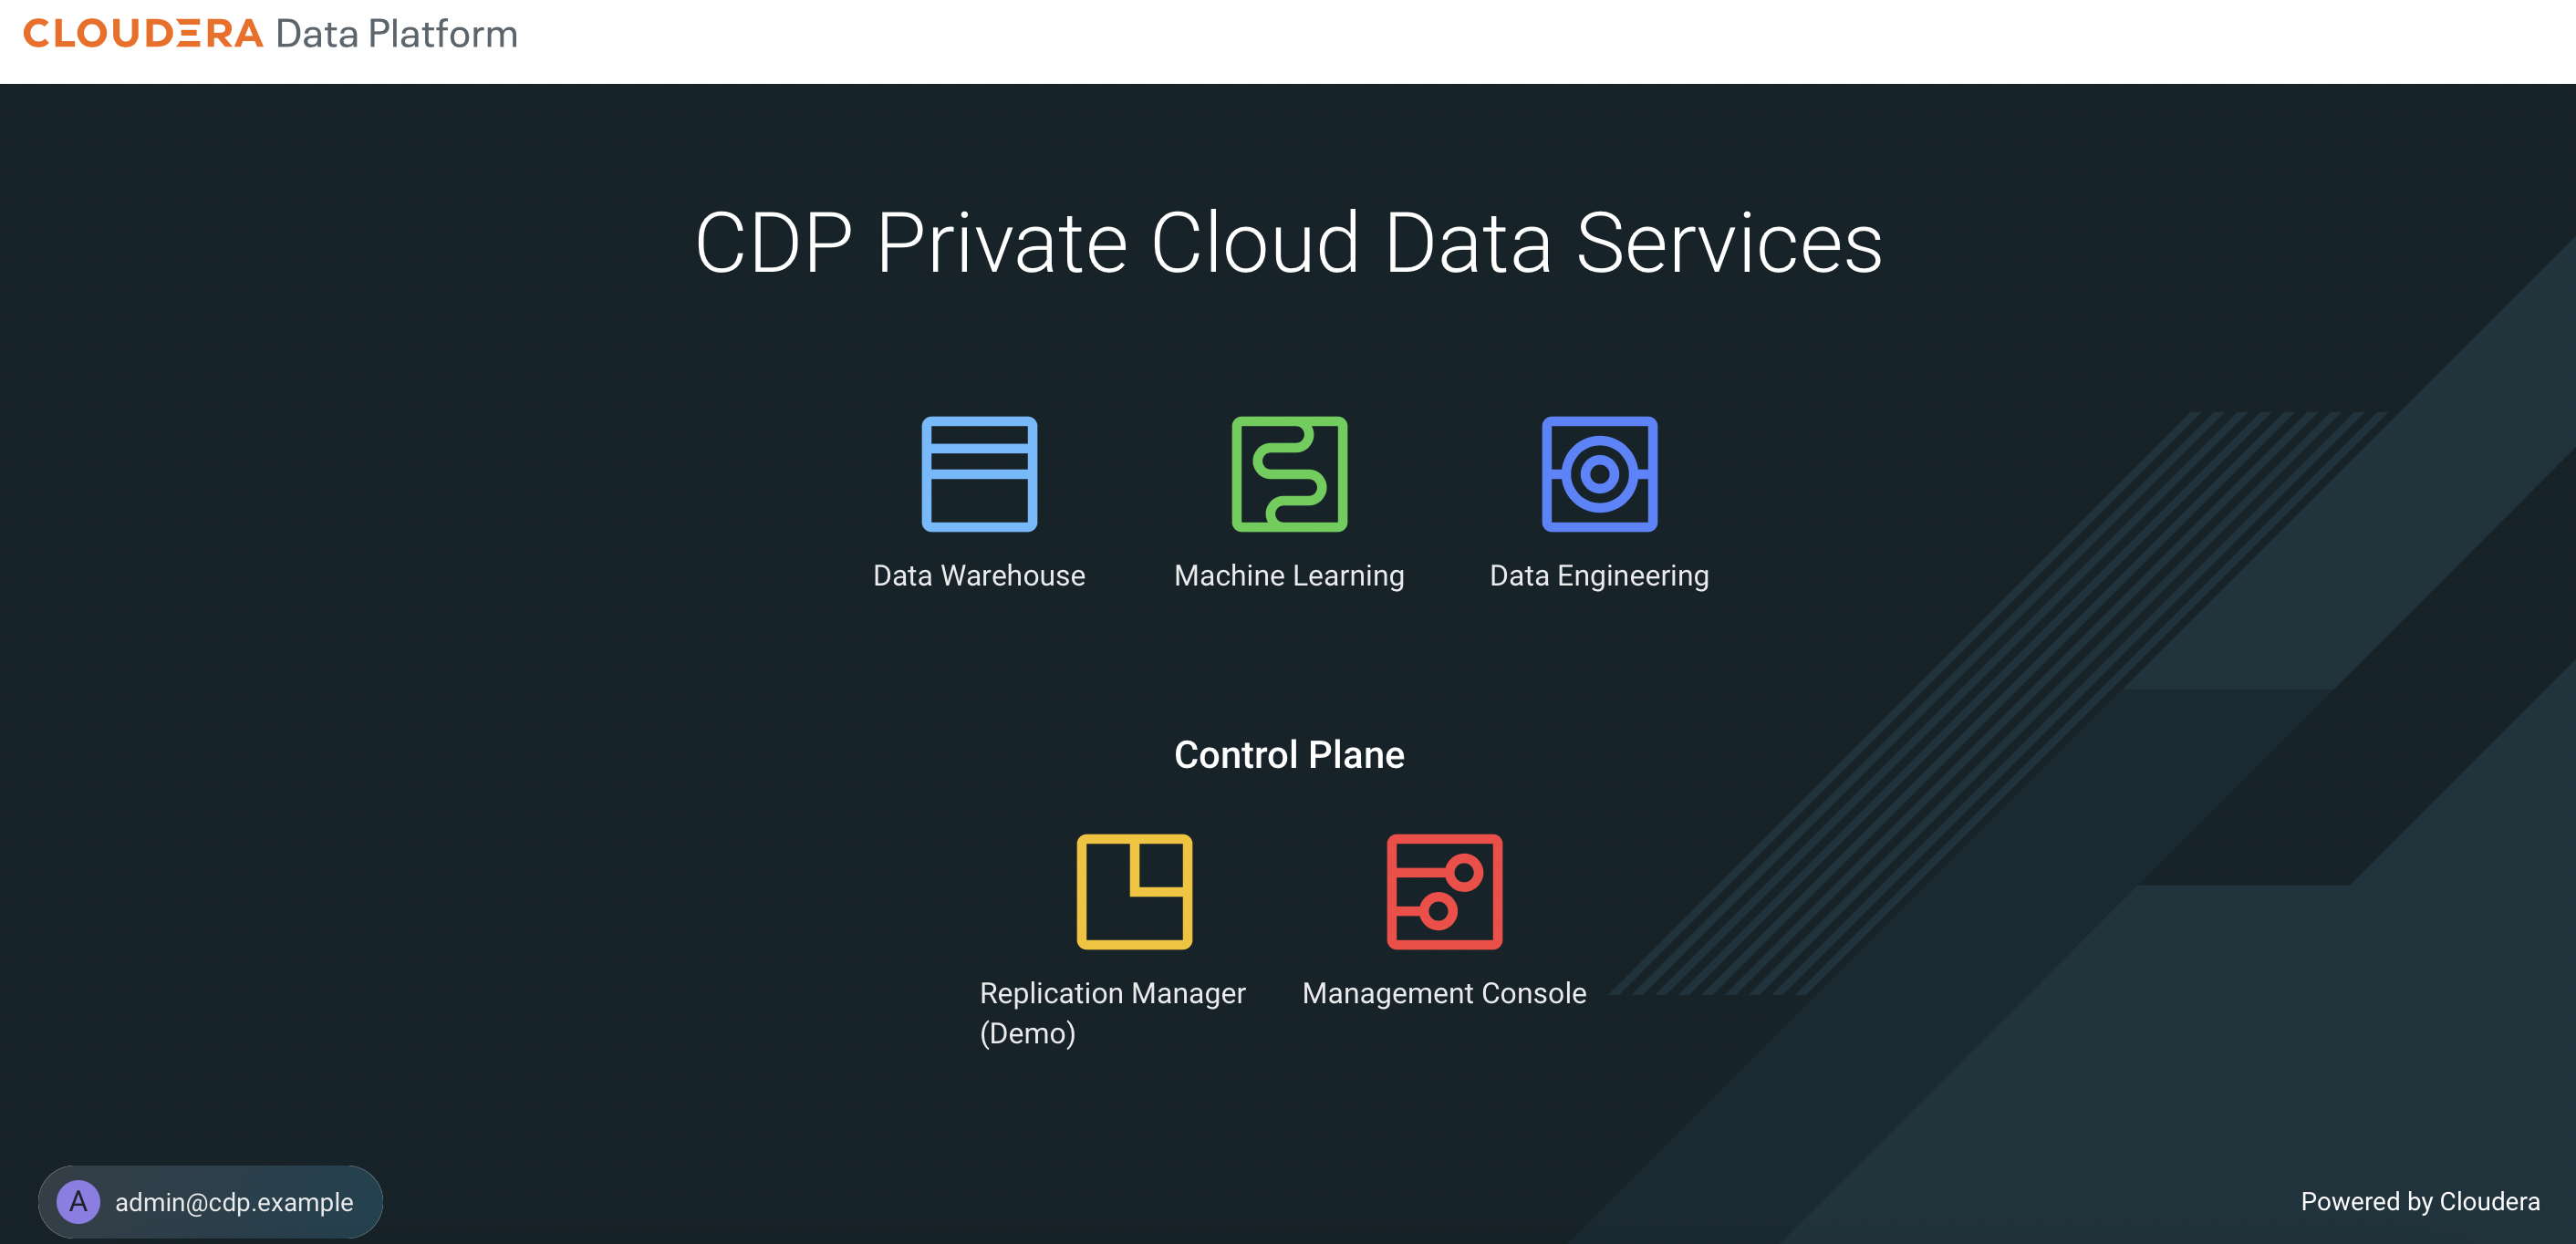 CLOUDERA Data Platform
CDP Private Cloud Data Services
Data Warehouse
Machine Learning
Data Engineering
Control Plane
Replication Manager
(Demo)
Management Console
A admin@cdp.example
Powered by Cloudera